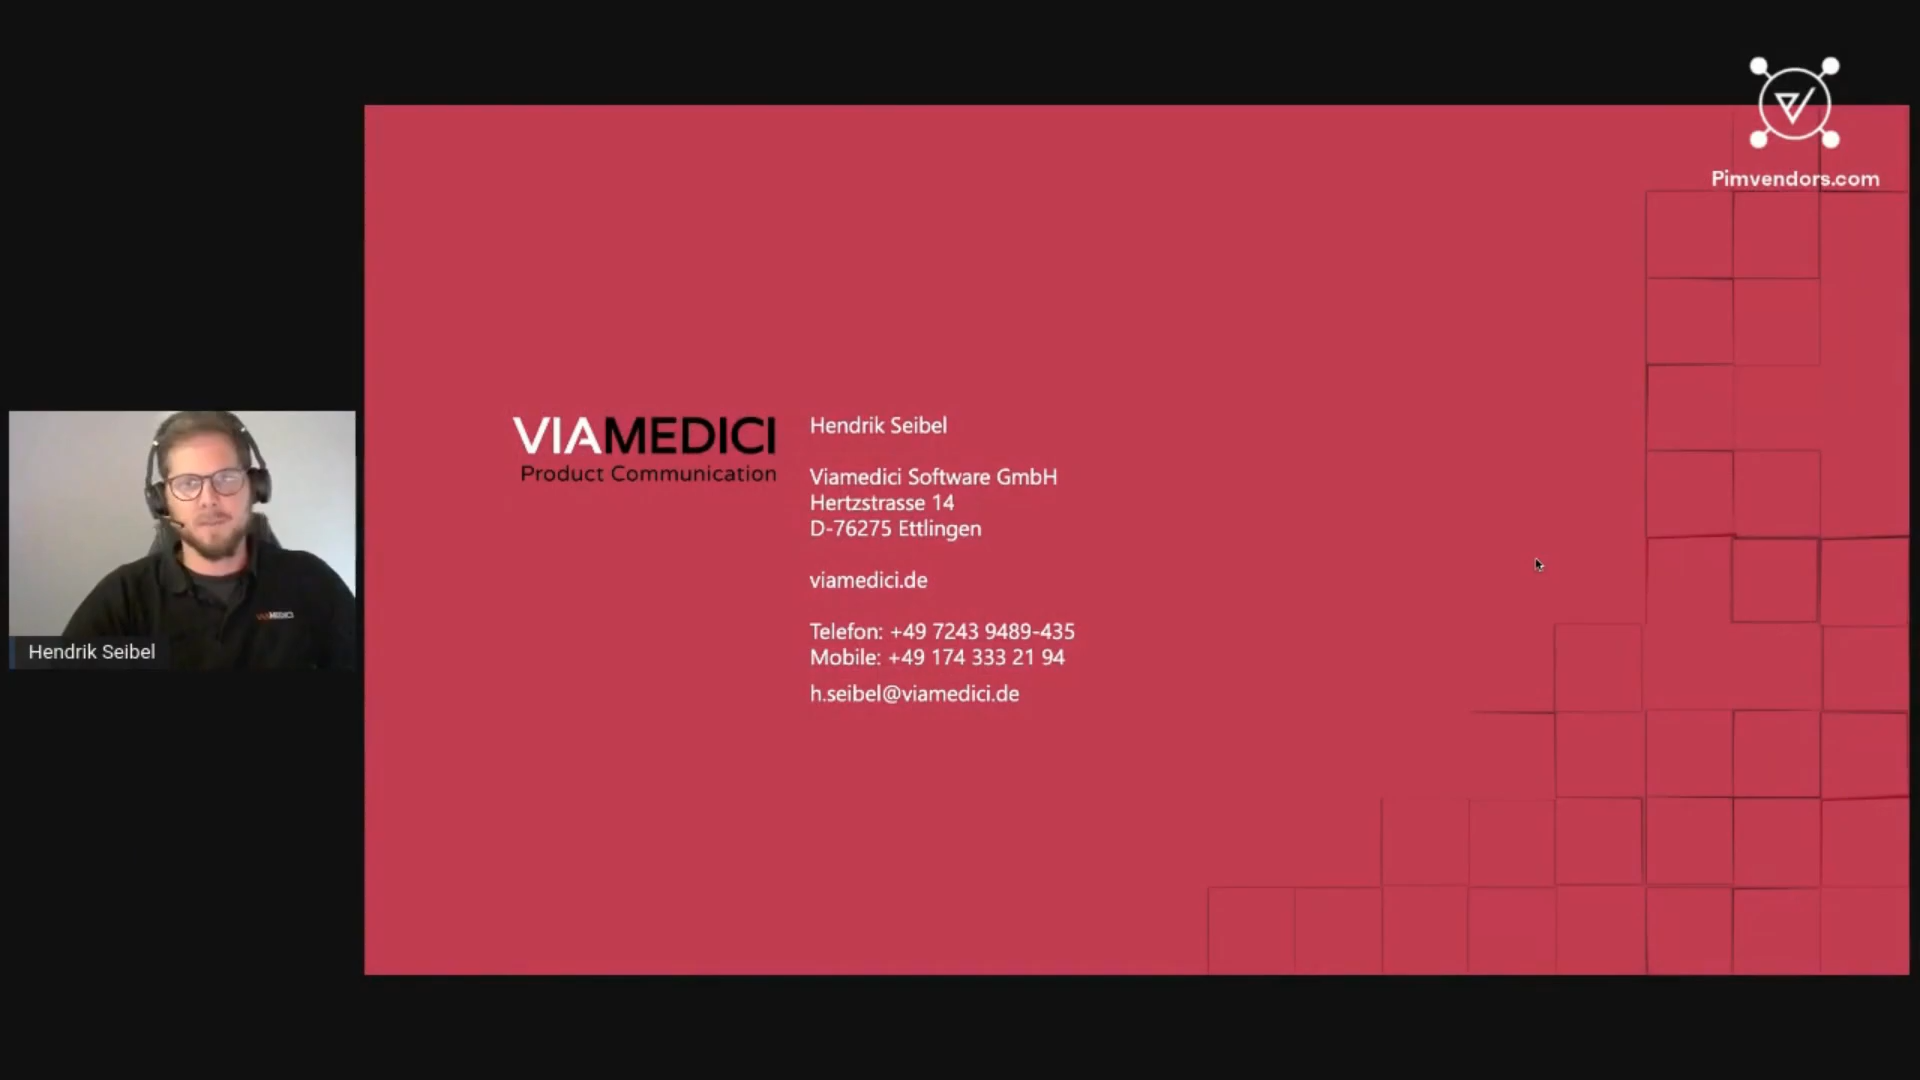 Pimvendors.com
VIAMEDICI
Product Communication
Hendrik Seibel
Viamedici Software GmbH
Hertzstrasse 14
D-76275 Ettlingen
viamedici.de
Telefon: +49 7243 9489-435
Mobile: +49 174 333 21 94
h.seibel@viamedici.de
VIAMEDICI
Hendrik Seibel